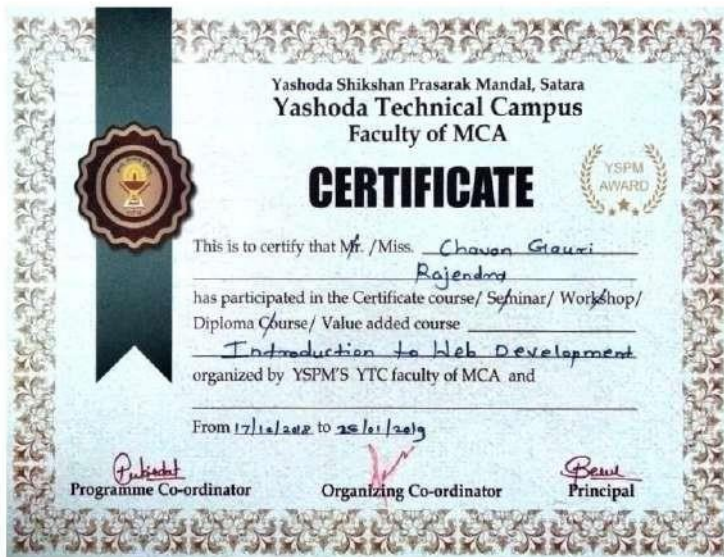 Yashoda Shikshan Prasarak Mandal, Satara
Yashoda Technical Campus
Faculty of MCA
CERTIFICATE
YSPM
AWARD
This is to certify that Mr. /Miss. Chavan Gauri
Rajendra
has participated in the Certificate course/ Seminar/ Workshop/
Diploma Course/ Value added course
Introduction to Web Development
organized by YSPM'S YTC faculty of MCA and
From 17/10/2018 to 25/01/2019
Programme Co-ordinator
Organizing Co-ordinator
Principal